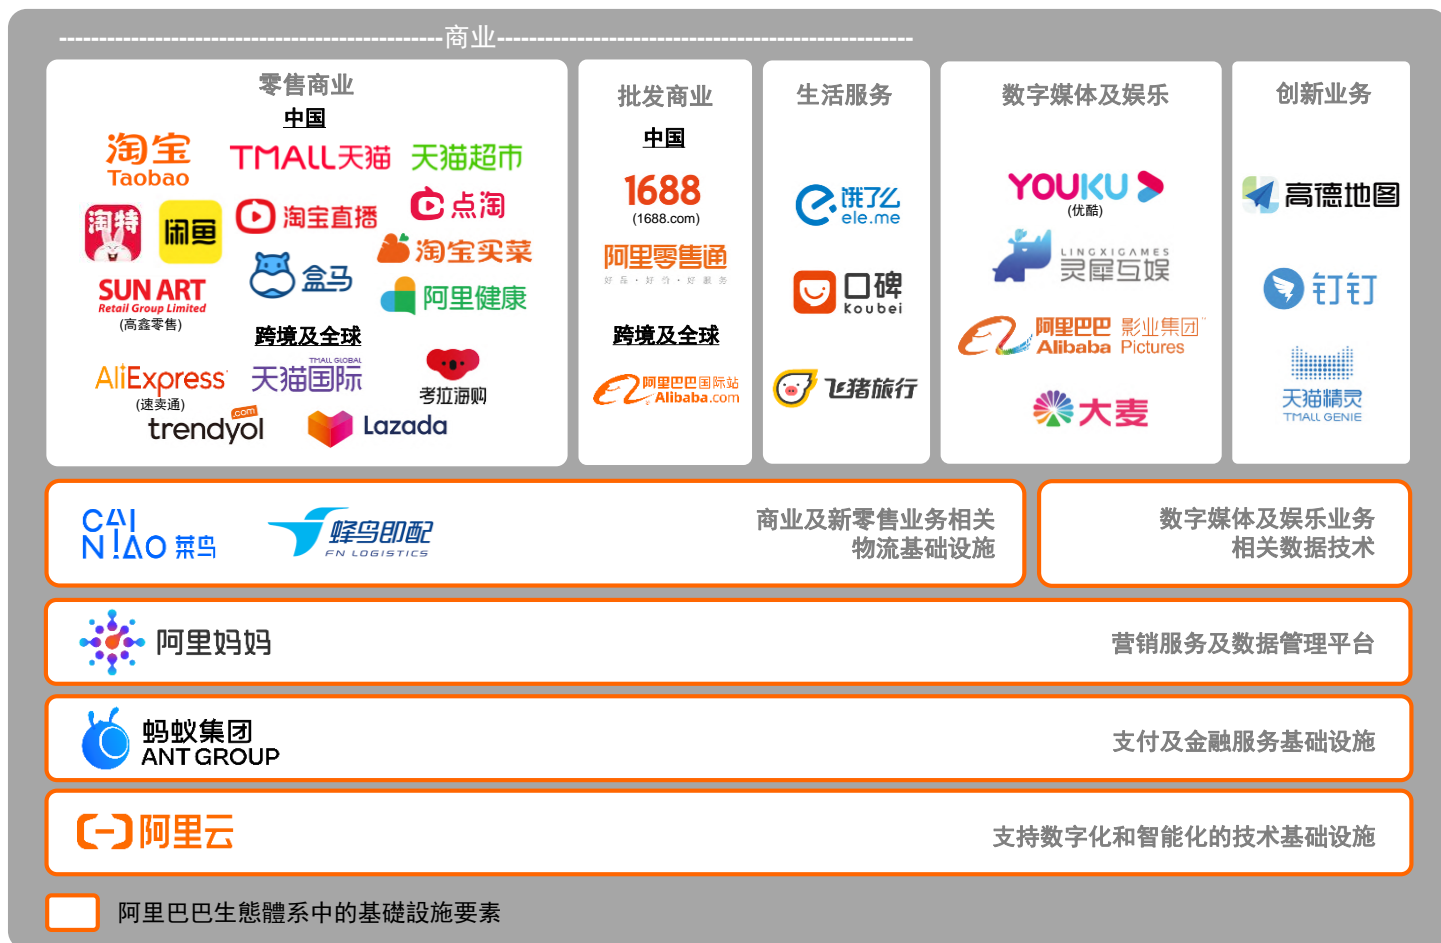 ------------------------------------------------商业----------------------------------------------------
零售商业
中国
淘宝
Taobao
TMALL天猫
天猫超市
淘特
闲鱼
淘宝直播
点淘
淘宝买菜
SUN ART
Retail Group Limited
(高鑫零售)
盒马
阿里健康
跨境及全球
AliExpress
(速卖通)
TMALL GLOBAL
天猫国际
考拉海购
trendyol
.com
Lazada
批发商业
中国
1688
(1688.com)
阿里零售通
好品·好价·好服务
跨境及全球
阿里巴巴国际站
Alibaba.com
生活服务
饿了么
ele.me
口碑
Koubei
飞猪旅行
数字媒体及娱乐
YOUKU
(优酷)
LINGXIGAMES
灵犀互娱
阿里巴巴 影业集团
Alibaba Pictures
大麦
创新业务
高德地图
钉钉
天猫精灵
TMALL GENIE
CAI
NIAO 菜鸟
蜂鸟即配
FN LOGISTICS
商业及新零售业务相关
物流基础设施
数字媒体及娱乐业务
相关数据技术
阿里妈妈
营销服务及数据管理平台
蚂蚁集团
ANT GROUP
支付及金融服务基础设施
阿里云
支持数字化和智能化的技术基础设施
阿里巴巴生態體系中的基礎設施要素